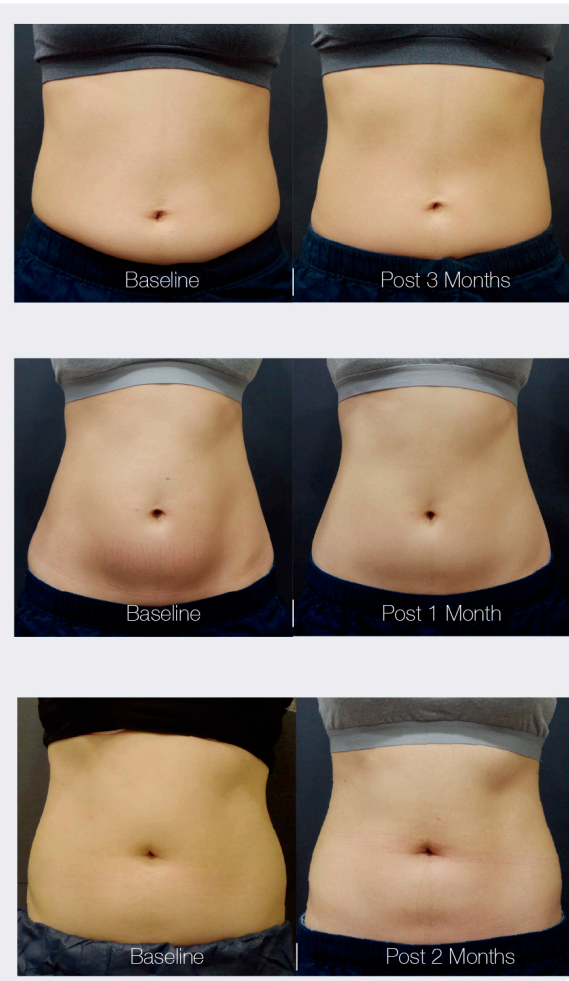 Baseline
Post 3 Months
Baseline
Post 1 Month
Baseline
Post 2 Months